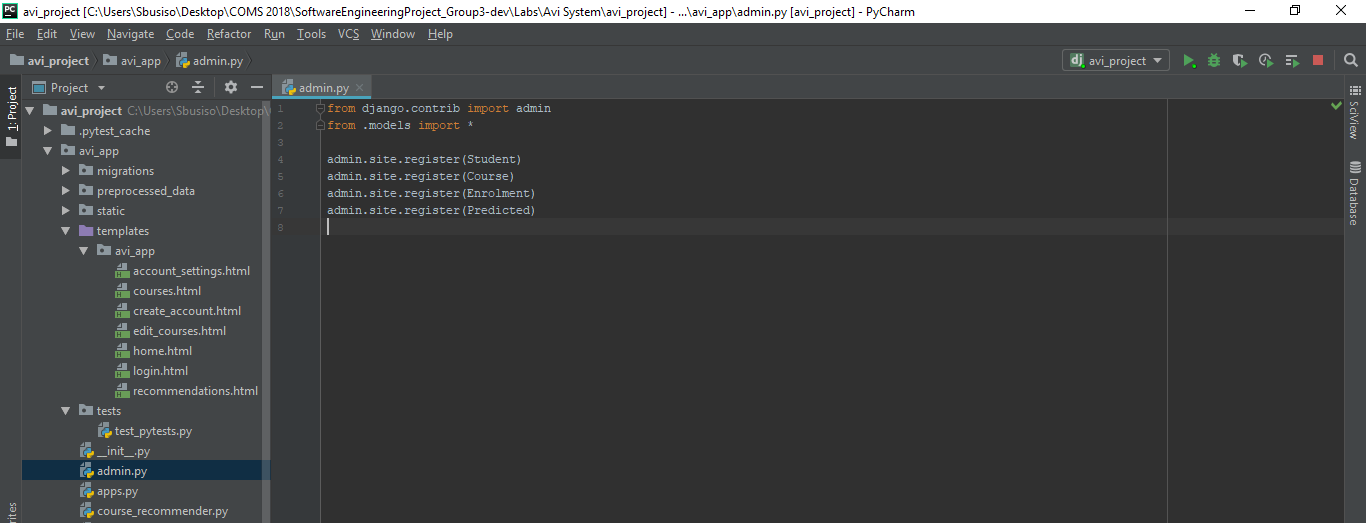 PC avi_project [C:\Users\Sbusiso\Desktop\COMS 2018\SoftwareEngineeringProject_Group3-dev\Labs\Avi System\avi_project] - ...\avi_app\admin.py [avi_project] - PyCharm
File Edit View Navigate Code Refactor Run Tools VCS Window Help
avi_project avi_app admin.py dj avi_project
1: Project
Project
admin.py
avi_project C:\Users\Sbusiso\Desktop\
.pytest_cache
avi_app
migrations
preprocessed_data
static
templates
avi_app
account_settings.html
courses.html
create_account.html
edit_courses.html
home.html
login.html
recommendations.html
tests
test_pytests.py
__init__.py
admin.py
apps.py
course_recommender.py
1 from django.contrib import admin
2 from .models import *
3
4 admin.site.register(Student)
5 admin.site.register(Course)
6 admin.site.register(Enrolment)
7 admin.site.register(Predicted)
8
SciView
Database
rites